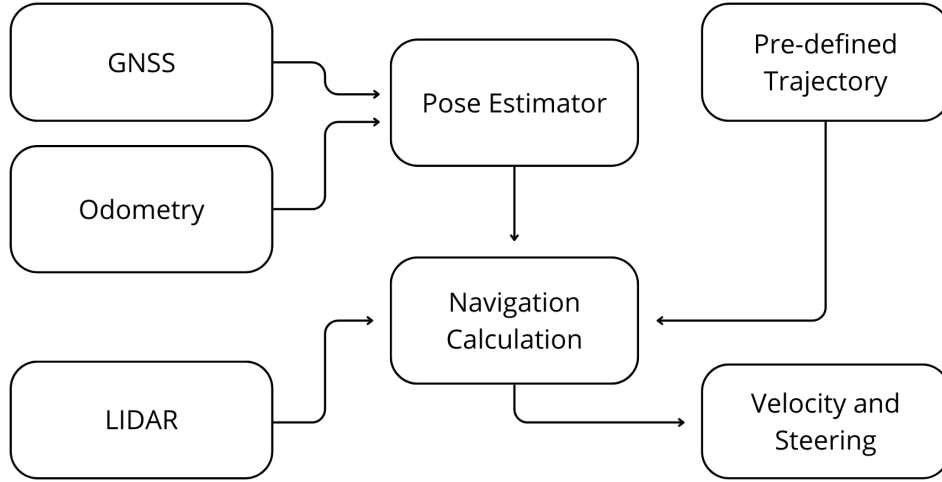 GNSS
Pose Estimator
Pre-defined
Trajectory
Odometry
Navigation
Calculation
LIDAR
Velocity and
Steering